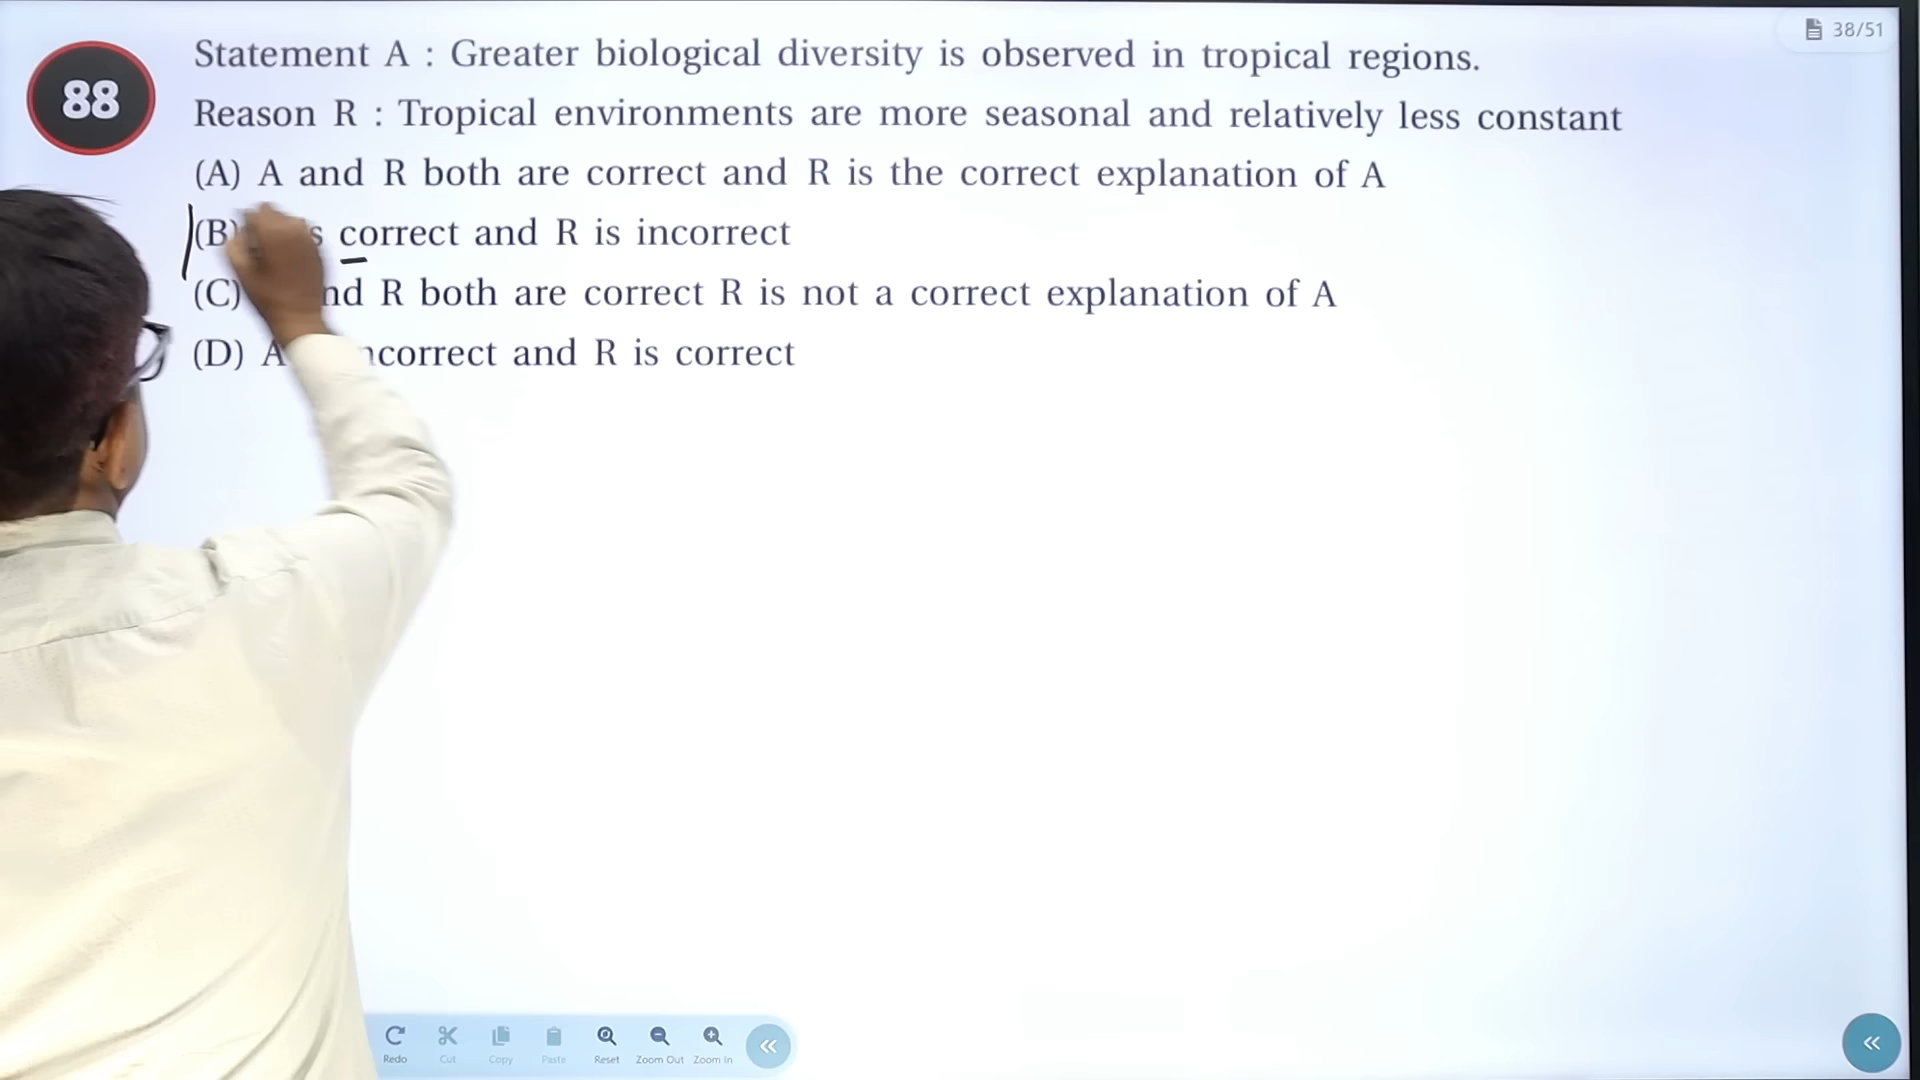 38/51
88
Statement A : Greater biological diversity is observed in tropical regions.
Reason R : Tropical environments are more seasonal and relatively less constant
(A) A and R both are correct and R is the correct explanation of A
(B) correct and R is incorrect
(C) R both are correct R is not a correct explanation of A
(D) A and R is correct
Redo Cut Copy Paste Reset Zoom Out Zoom In